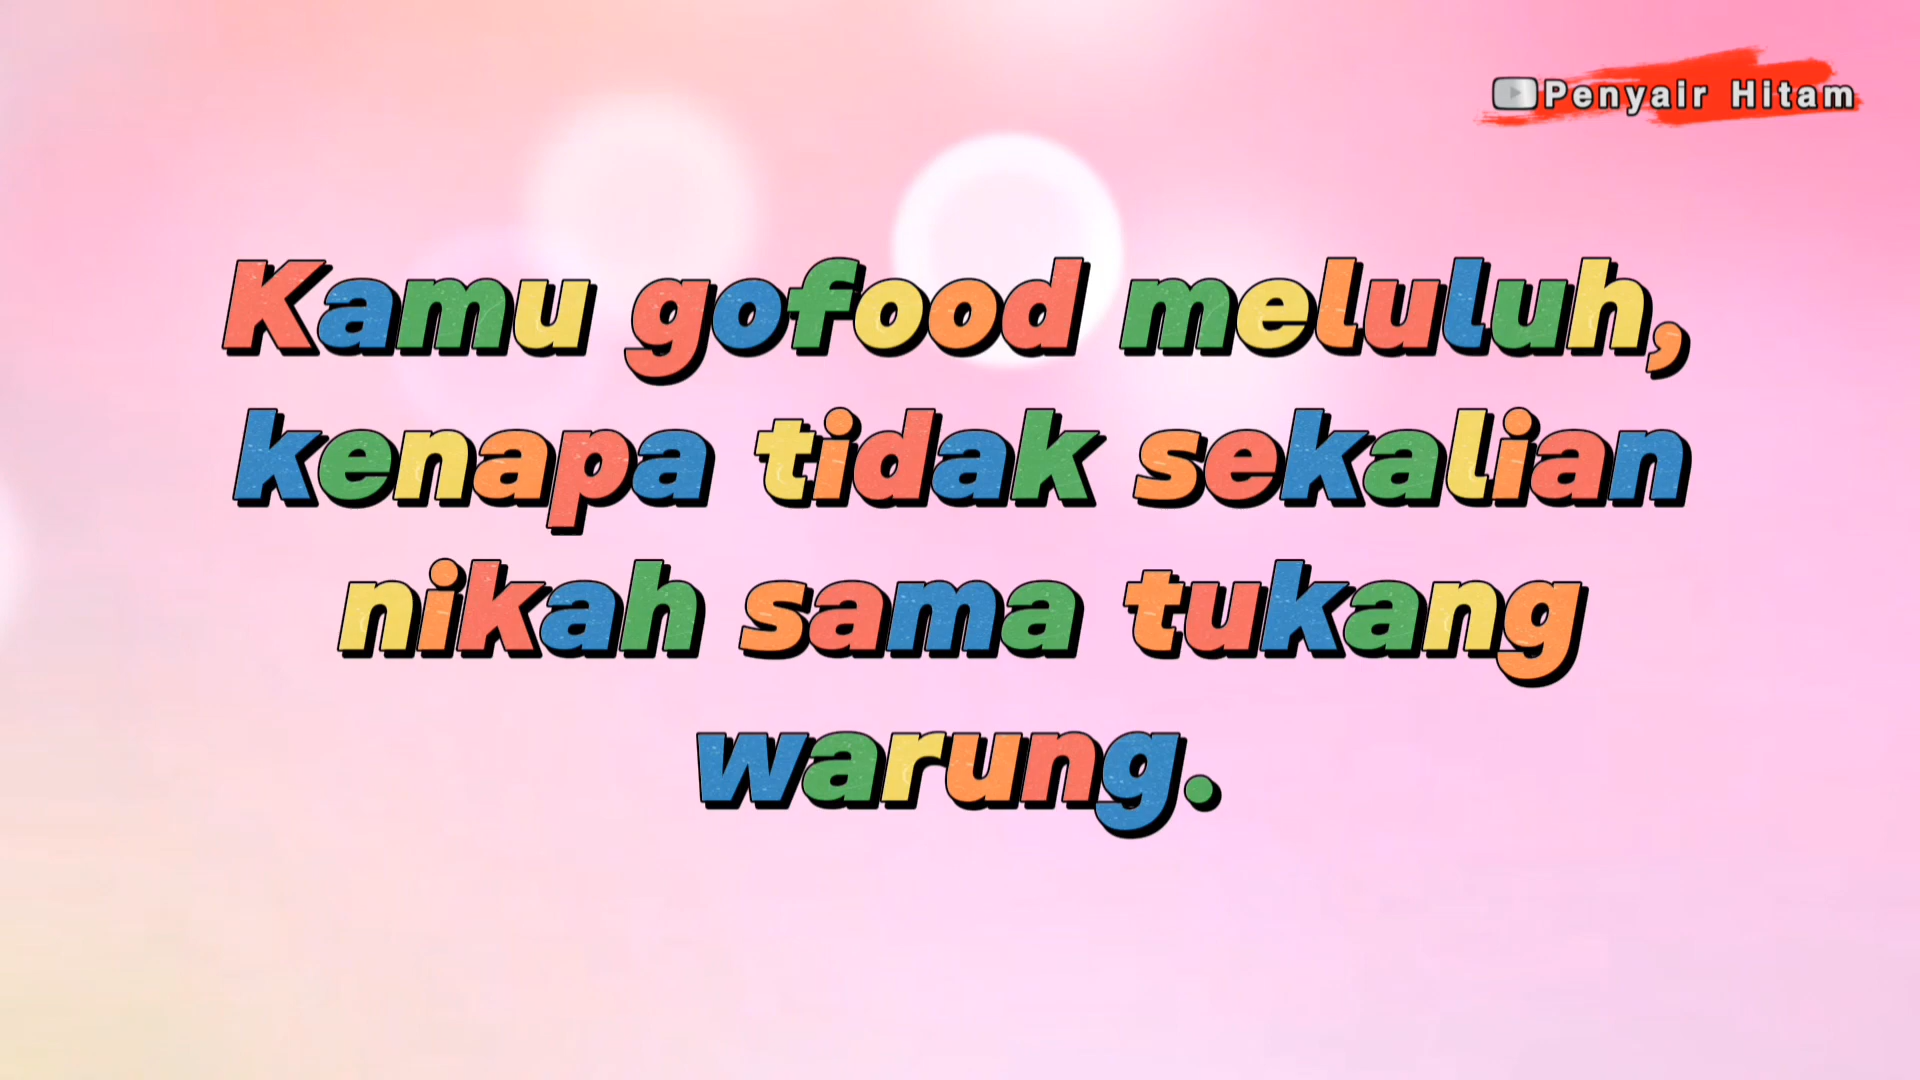 Penyair Hitam
Kamu gofood meluluh,
kenapa tidak sekalian
nikah sama tukang
warung.